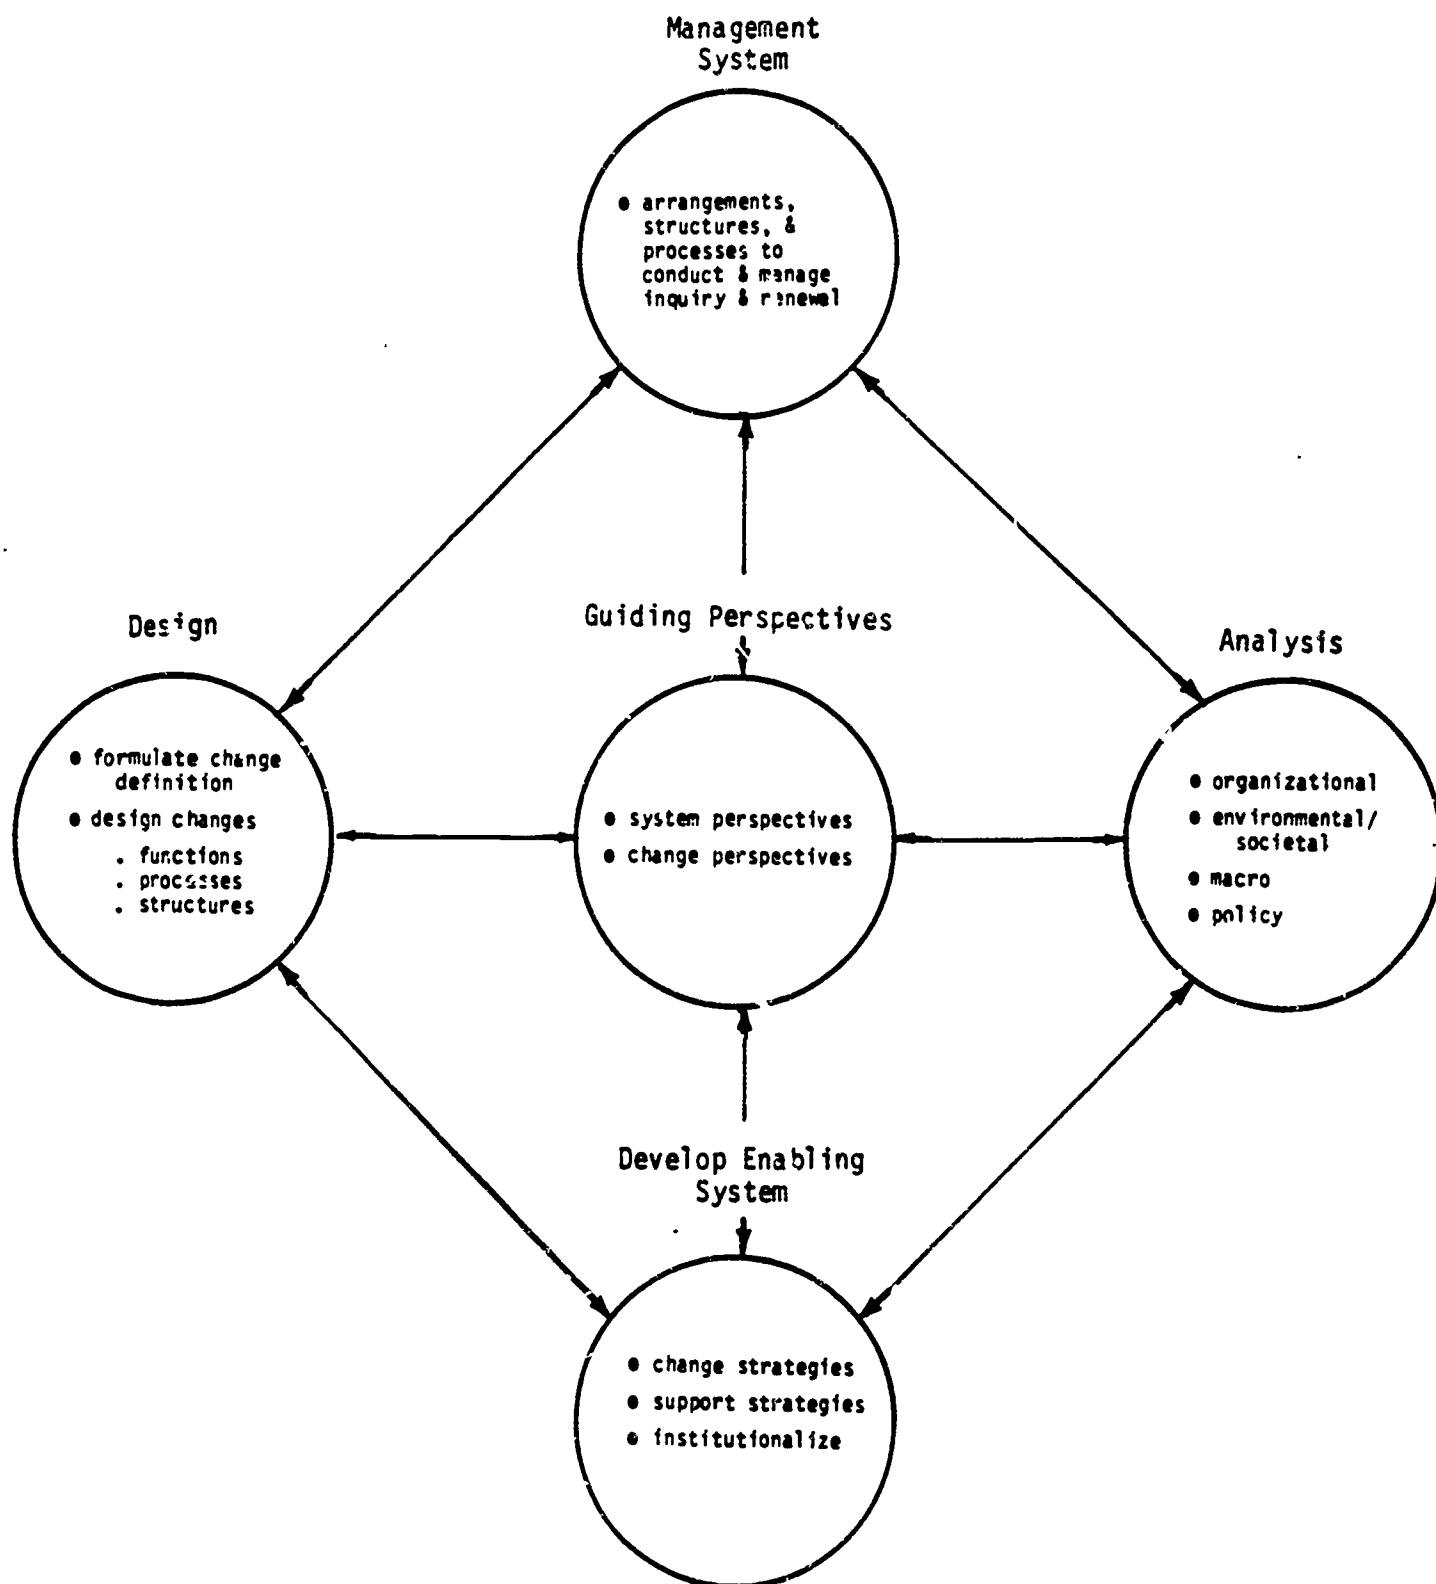 Management
System
• arrangements,
structures, &
processes to
conduct & manage
inquiry & renewal
Design
• formulate change
definition
• design changes
. functions
. processes
. structures
Guiding Perspectives
• system perspectives
• change perspectives
Analysis
• organizational
• environmental/
societal
• macro
• policy
Develop Enabling
System
• change strategies
• support strategies
• institutionalize